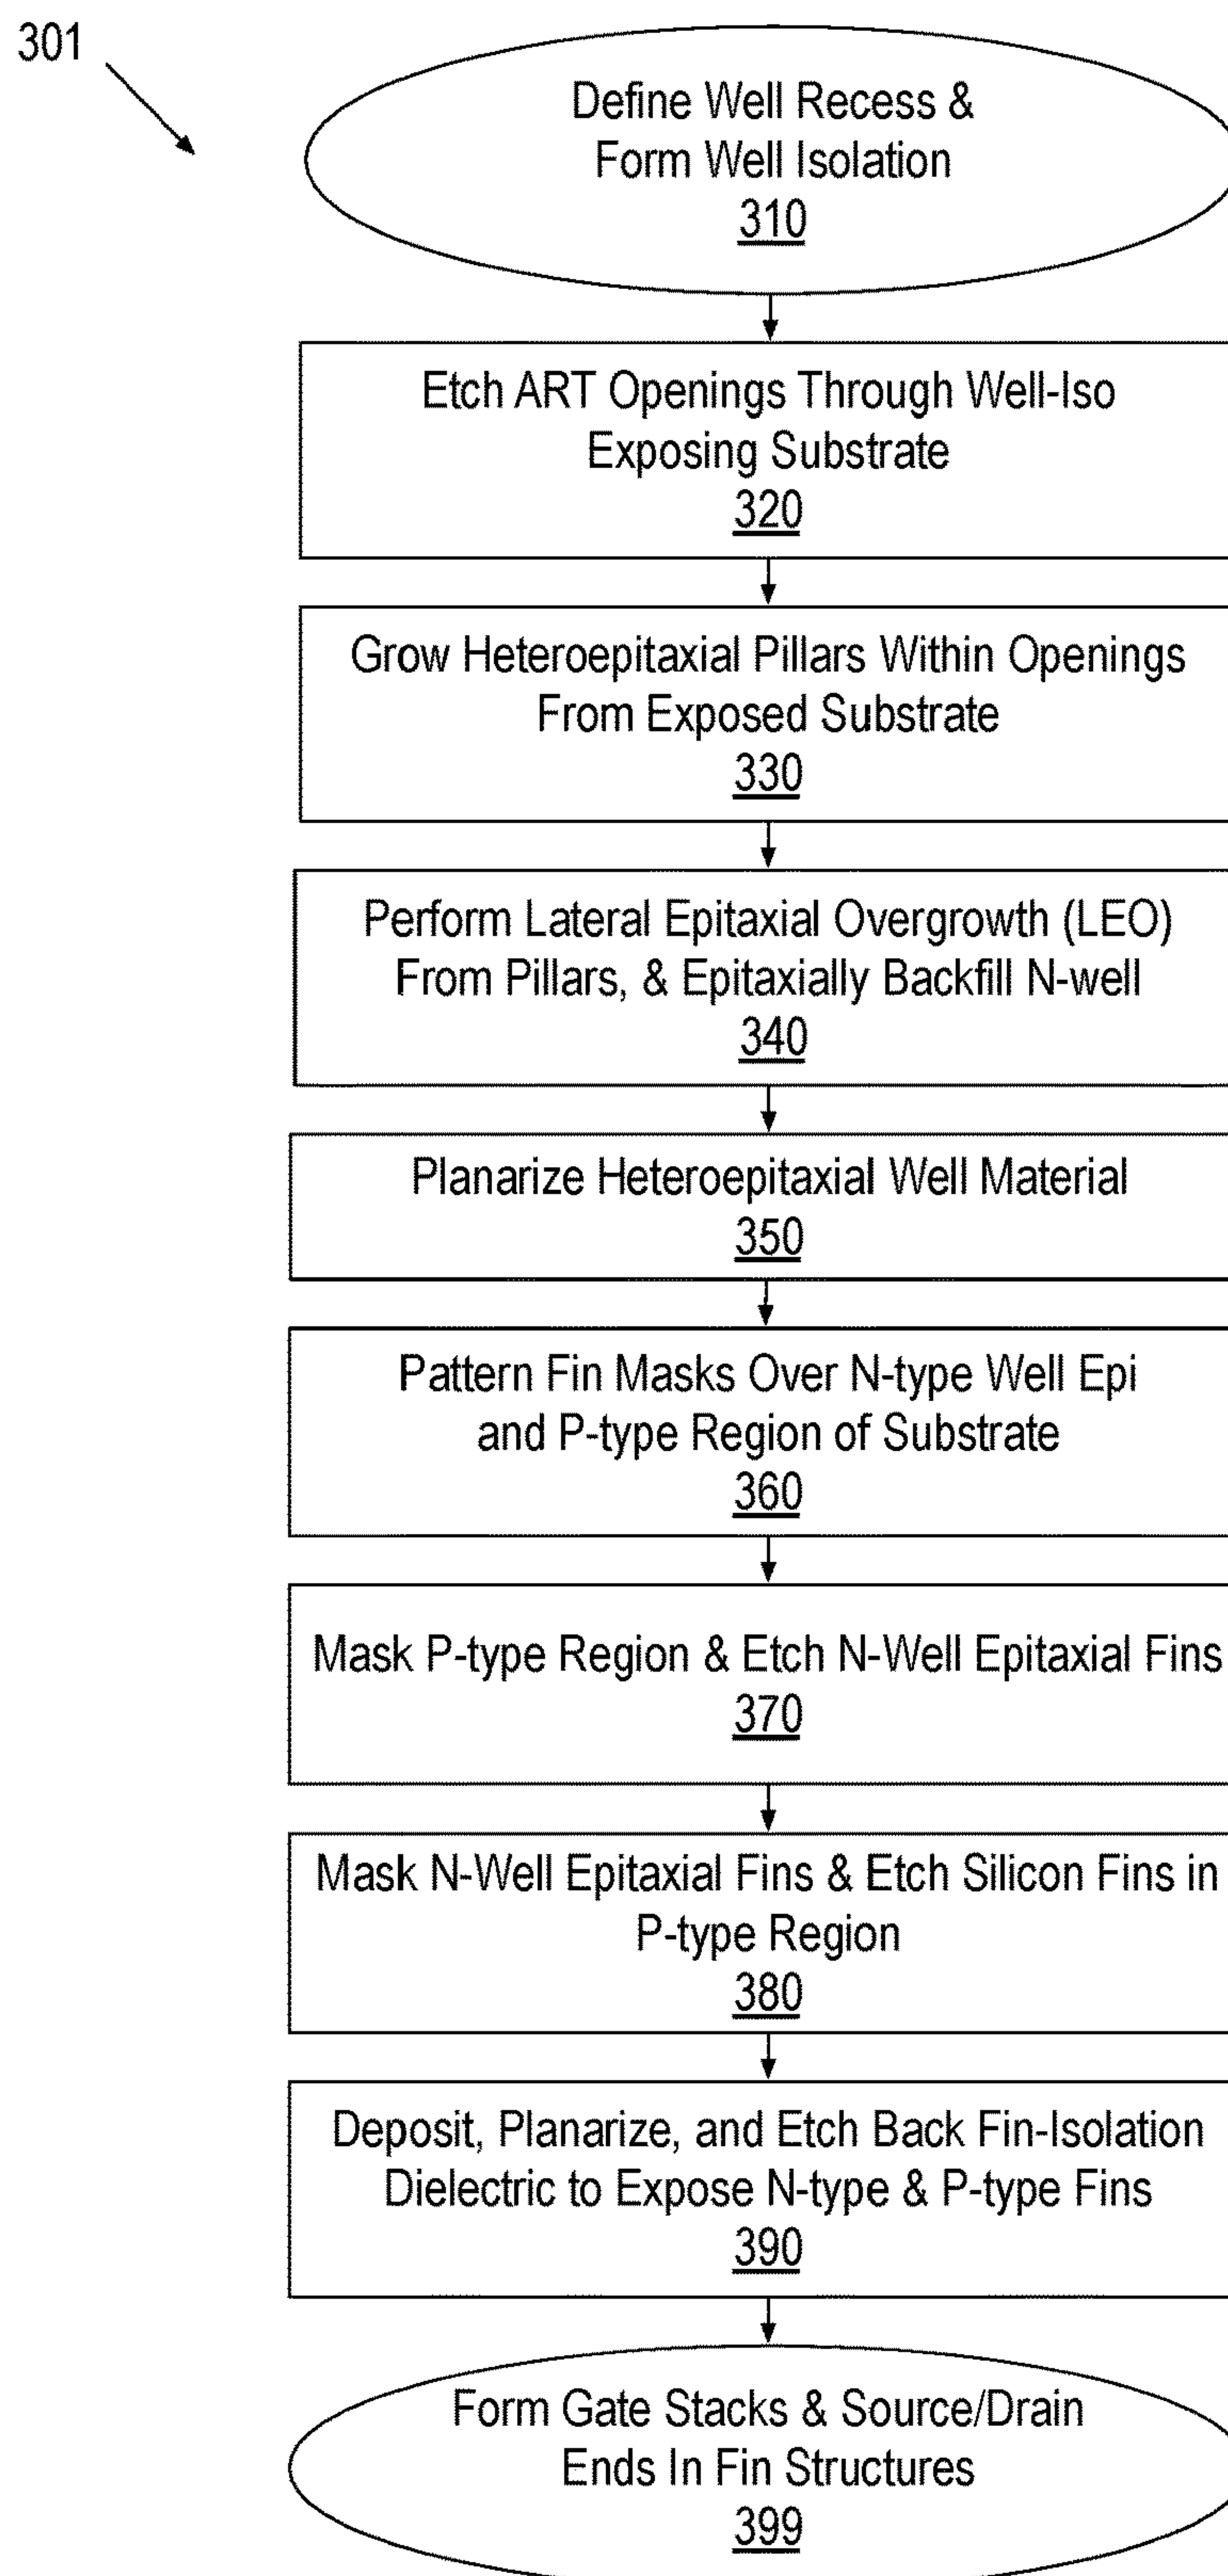 301
Define Well Recess &
Form Well Isolation
310
Etch ART Openings Through Well-Iso
Exposing Substrate
320
Grow Heteroepitaxial Pillars Within Openings
From Exposed Substrate
330
Perform Lateral Epitaxial Overgrowth (LEO)
From Pillars, & Epitaxially Backfill N-well
340
Planarize Heteroepitaxial Well Material
350
Pattern Fin Masks Over N-type Well Epi
and P-type Region of Substrate
360
Mask P-type Region & Etch N-Well Epitaxial Fins
370
Mask N-Well Epitaxial Fins & Etch Silicon Fins in
P-type Region
380
Deposit, Planarize, and Etch Back Fin-Isolation
Dielectric to Expose N-type & P-type Fins
390
Form Gate Stacks & Source/Drain
Ends In Fin Structures
399